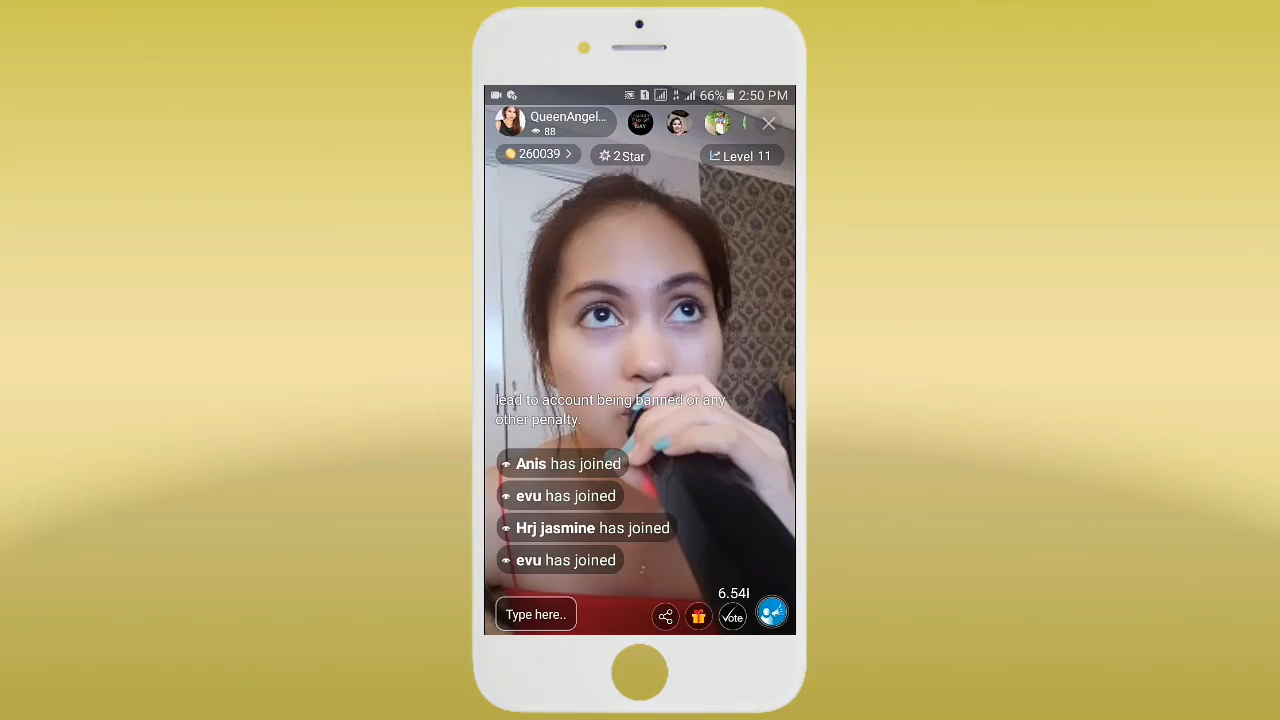 66% 2:50 PM
QueenAngel...
88
260039
2 Star
Level 11
lead to account being banned or any
other penalty.
Anis has joined
evu has joined
Hrj jasmine has joined
evu has joined
6.54
Type here..
Vote